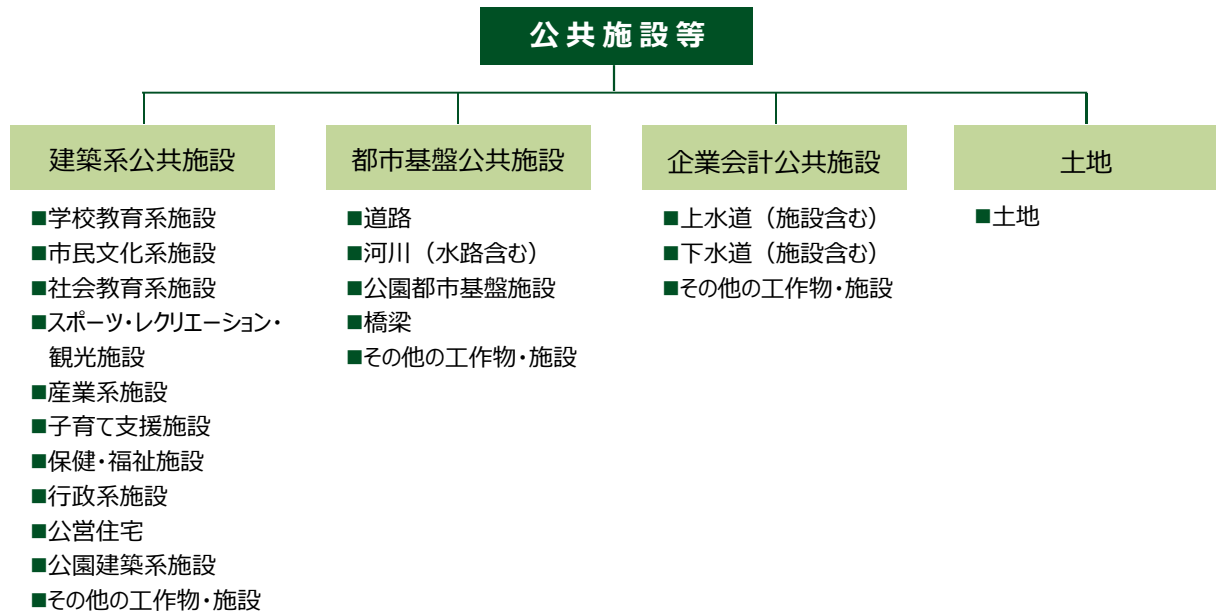 公共施設等
建築系公共施設
■学校教育系施設
■市民文化系施設
■社会教育系施設
■スポーツ・レクリエーション・
観光施設
■産業系施設
■子育て支援施設
■保健・福祉施設
■行政系施設
■公営住宅
■公園建築系施設
■その他の工作物・施設
都市基盤公共施設
■道路
■河川（水路含む）
■公園都市基盤施設
■橋梁
■その他の工作物・施設
企業会計公共施設
■上水道（施設含む）
■下水道（施設含む）
■その他の工作物・施設
土地
■土地